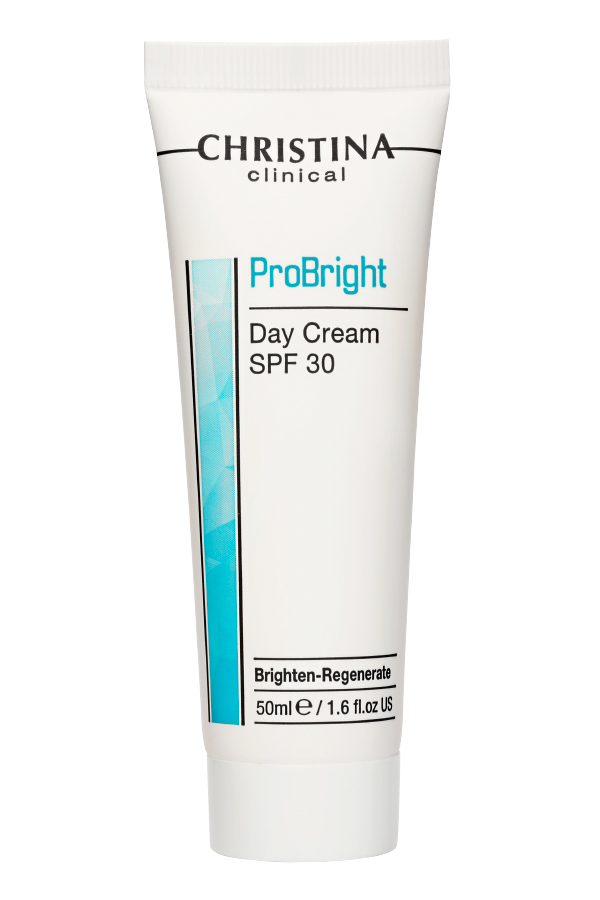 CHRISTINA
clinical
ProBright
Day Cream
SPF 30
Brighten-Regenerate
50ml ℮ / 1.6 fl.oz US